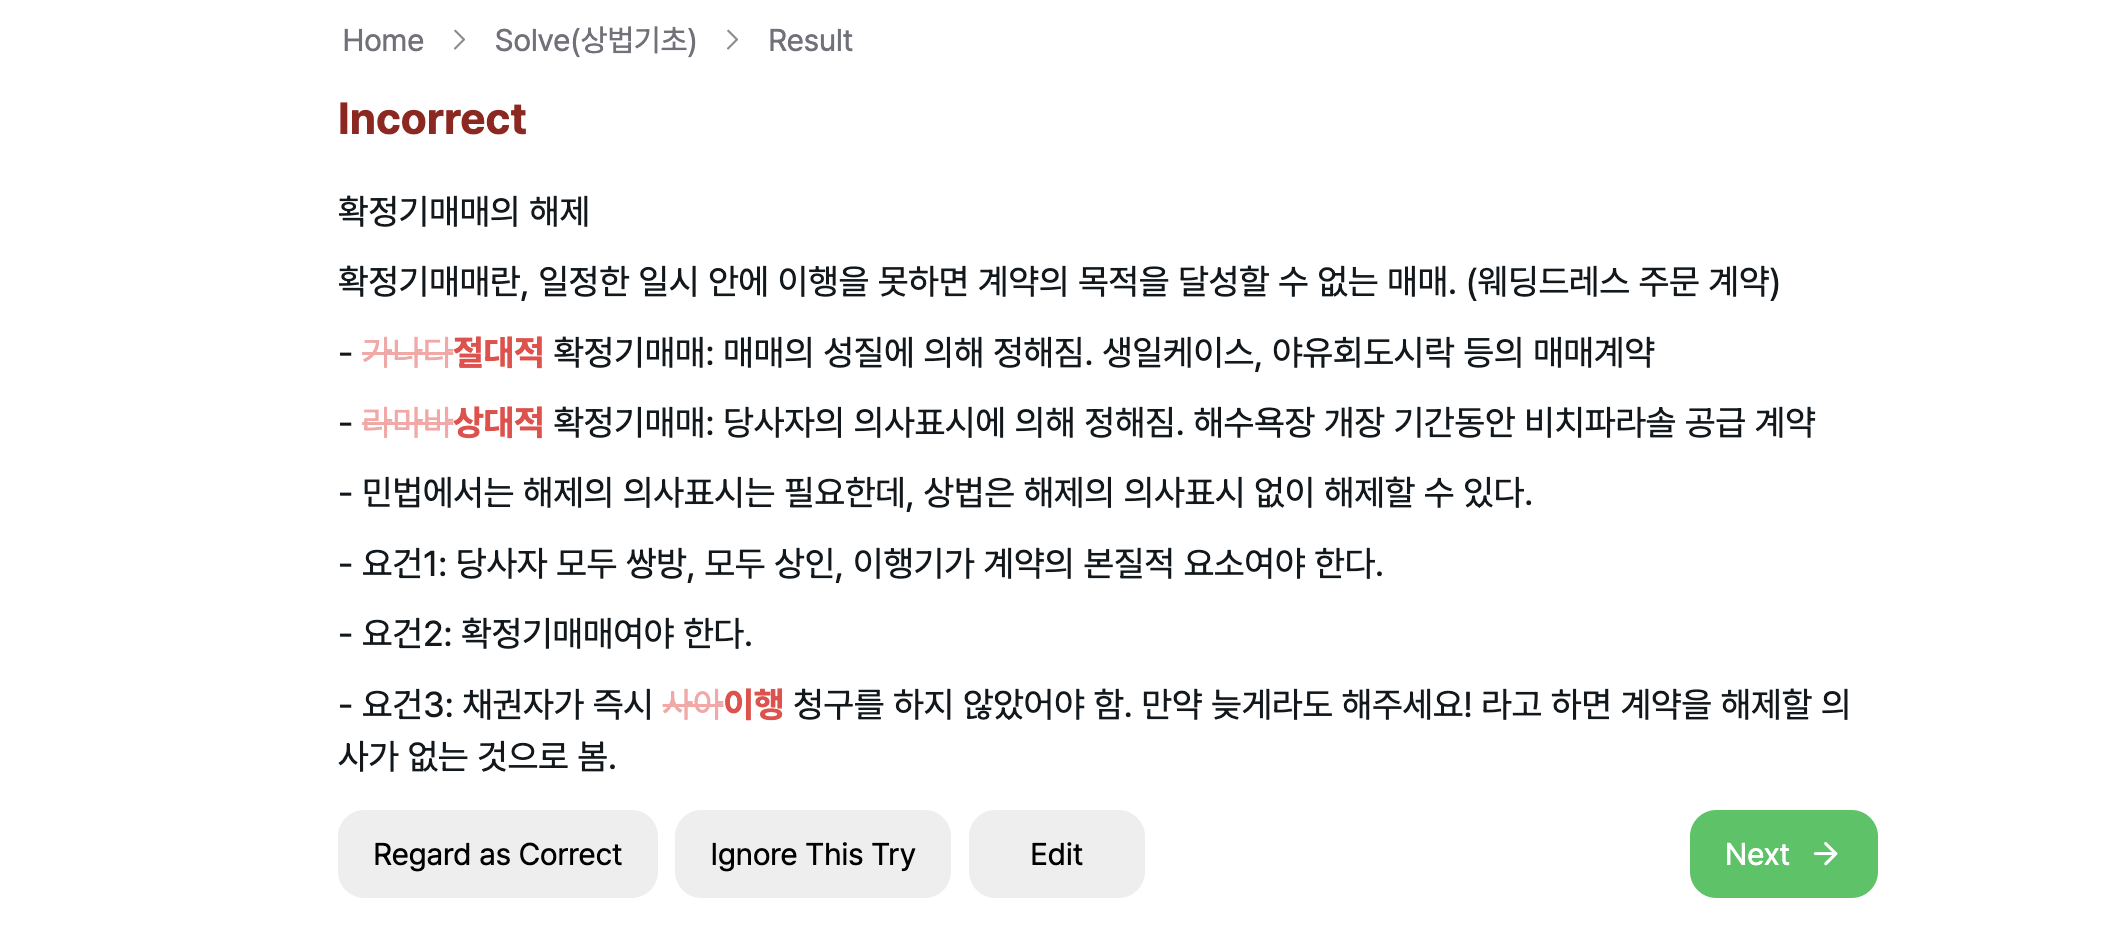 Home > Solve(상법기초) > Result
Incorrect
확정기매매의 해제
확정기매매란, 일정한 일시 안에 이행을 못하면 계약의 목적을 달성할 수 없는 매매. (웨딩드레스 주문 계약)
- 가나다절대적 확정기매매: 매매의 성질에 의해 정해짐. 생일케이스, 야유회도시락 등의 매매계약
- 라마바상대적 확정기매매: 당사자의 의사표시에 의해 정해짐. 해수욕장 개장 기간동안 비치파라솔 공급 계약
- 민법에서는 해제의 의사표시는 필요한데, 상법은 해제의 의사표시 없이 해제할 수 있다.
- 요건1: 당사자 모두 쌍방, 모두 상인, 이행기가 계약의 본질적 요소여야 한다.
- 요건2: 확정기매매여야 한다.
- 요건3: 채권자가 즉시 사아이행 청구를 하지 않았어야 함. 만약 늦게라도 해주세요! 라고 하면 계약을 해제할 의
사가 없는 것으로 봄.
Regard as Correct Ignore This Try Edit Next →